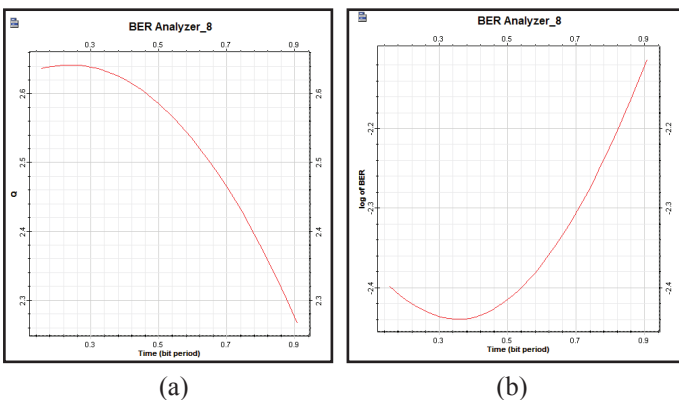 BER Analyzer_8
0.3 0.5 0.7 0.9
2.6 2.6
2.5 2.5
Q
2.4 2.4
2.3 2.3
0.3 0.5 0.7 0.9
Time (bit period)
(a)
BER Analyzer_8
0.3 0.5 0.7 0.9
-2.2 -2.2
log of BER
-2.3 -2.3
-2.4 -2.4
0.3 0.5 0.7 0.9
Time (bit period)
(b)